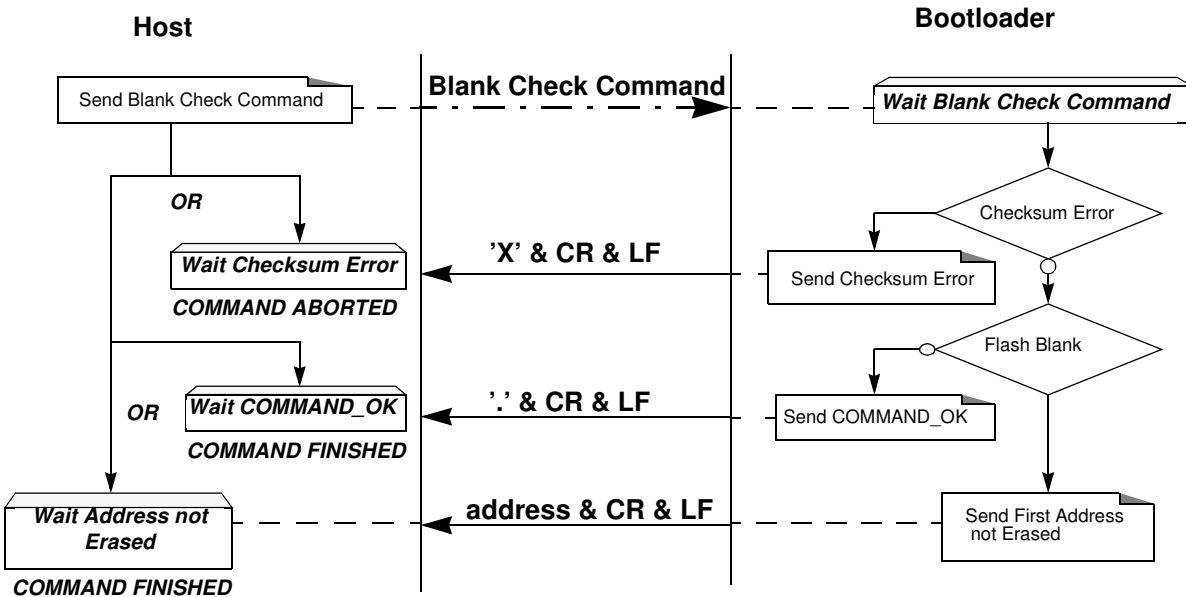 Host
Bootloader
Send Blank Check Command
Blank Check Command
Wait Blank Check Command
OR
Checksum Error
Wait Checksum Error
’X’ & CR & LF
Send Checksum Error
COMMAND ABORTED
Flash Blank
OR
Wait COMMAND_OK
’.’ & CR & LF
Send COMMAND_OK
COMMAND FINISHED
Wait Address not
Erased
address & CR & LF
Send First Address
not Erased
COMMAND FINISHED